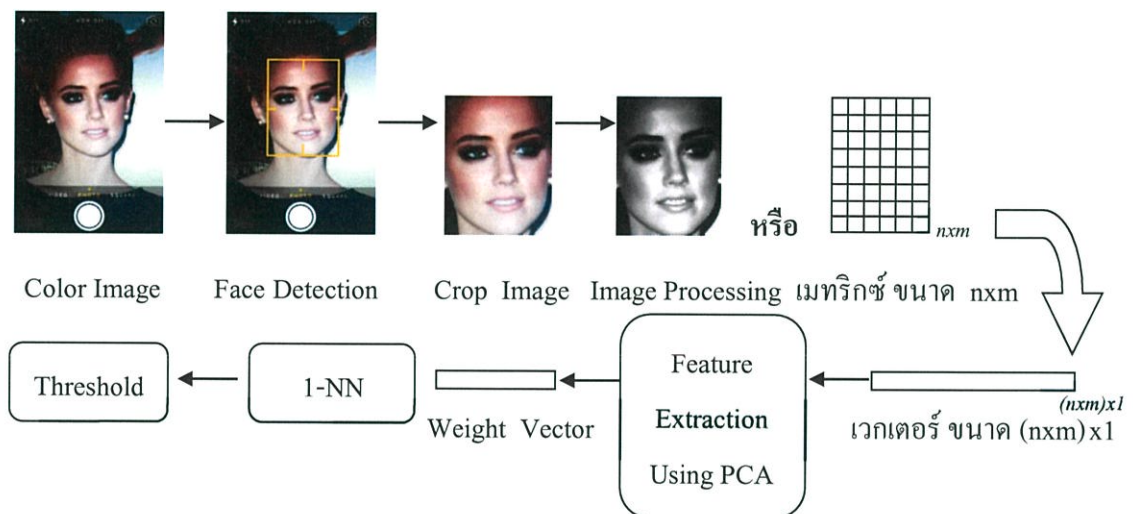 หรือ
nxm
Color Image Face Detection Crop Image Image Processing เมทริกซ์ ขนาด nxm
Threshold
1-NN
Weight Vector
Feature
Extraction
Using PCA
(nxm)x1
เวกเตอร์ ขนาด (nxm)x1